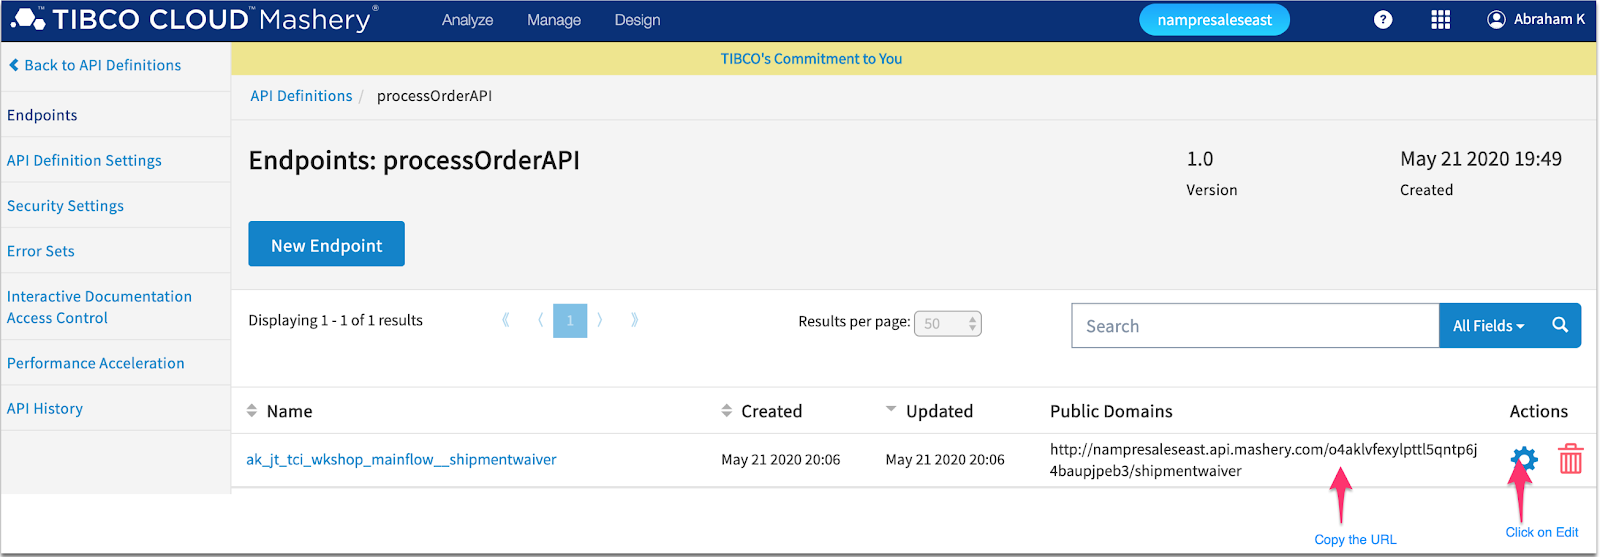 TIBCO CLOUD™ Mashery®
Analyze
Manage
Design
nampresaleseast
?
Abraham K
Back to API Definitions
TIBCO's Commitment to You
Endpoints
API Definition Settings
Security Settings
Error Sets
Interactive Documentation
Access Control
Performance Acceleration
API History
API Definitions / processOrderAPI
Endpoints: processOrderAPI
1.0
Version
May 21 2020 19:49
Created
New Endpoint
Displaying 1 - 1 of 1 results
1
Results per page: 50
Search
All Fields
Name
Created
Updated
Public Domains
Actions
ak_jt_tci_wkshop_mainflow__shipmentwaiver
May 21 2020 20:06
May 21 2020 20:06
http://nampresaleseast.api.mashery.com/o4aklvfexylpttl5qntp6j
4baupjpeb3/shipmentwaiver
Copy the URL
Click on Edit